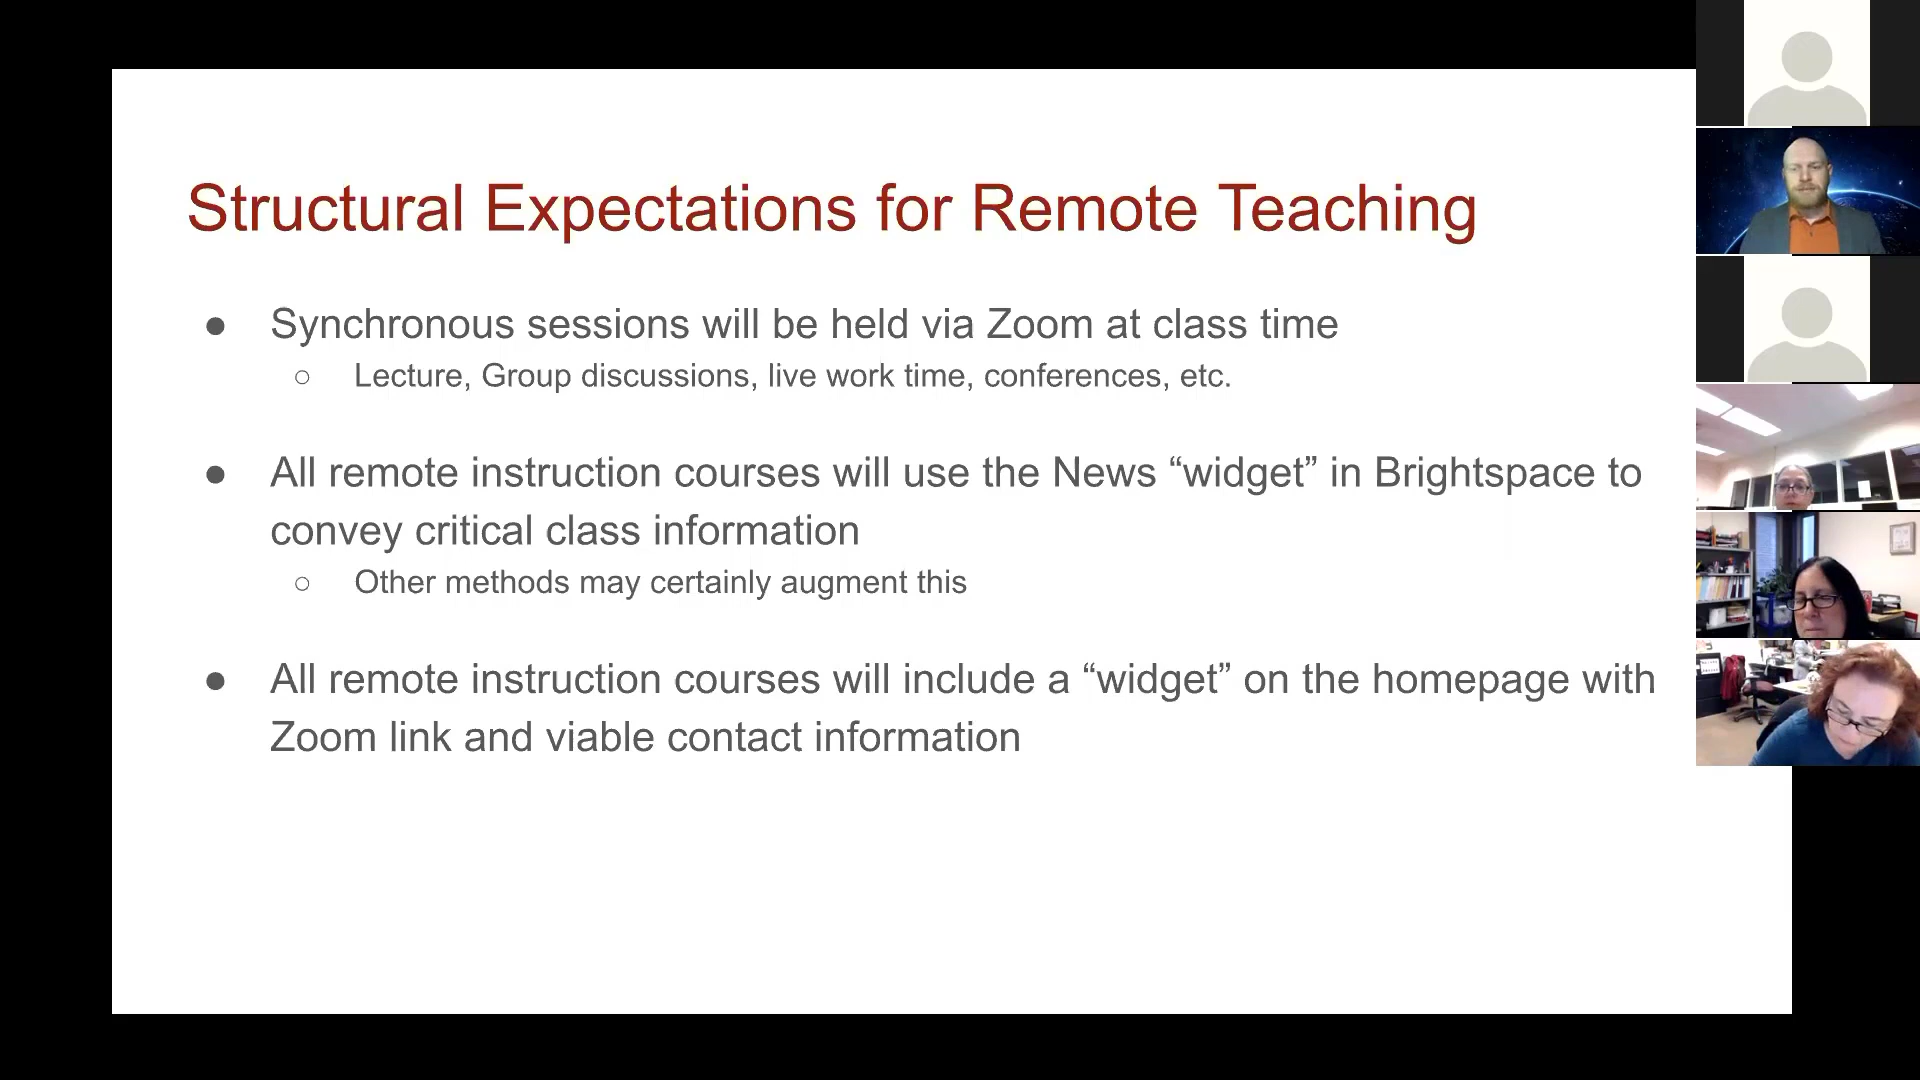 Structural Expectations for Remote Teaching
● Synchronous sessions will be held via Zoom at class time
○ Lecture, Group discussions, live work time, conferences, etc.
● All remote instruction courses will use the News “widget” in Brightspace to
convey critical class information
○ Other methods may certainly augment this
● All remote instruction courses will include a “widget” on the homepage with
Zoom link and viable contact information